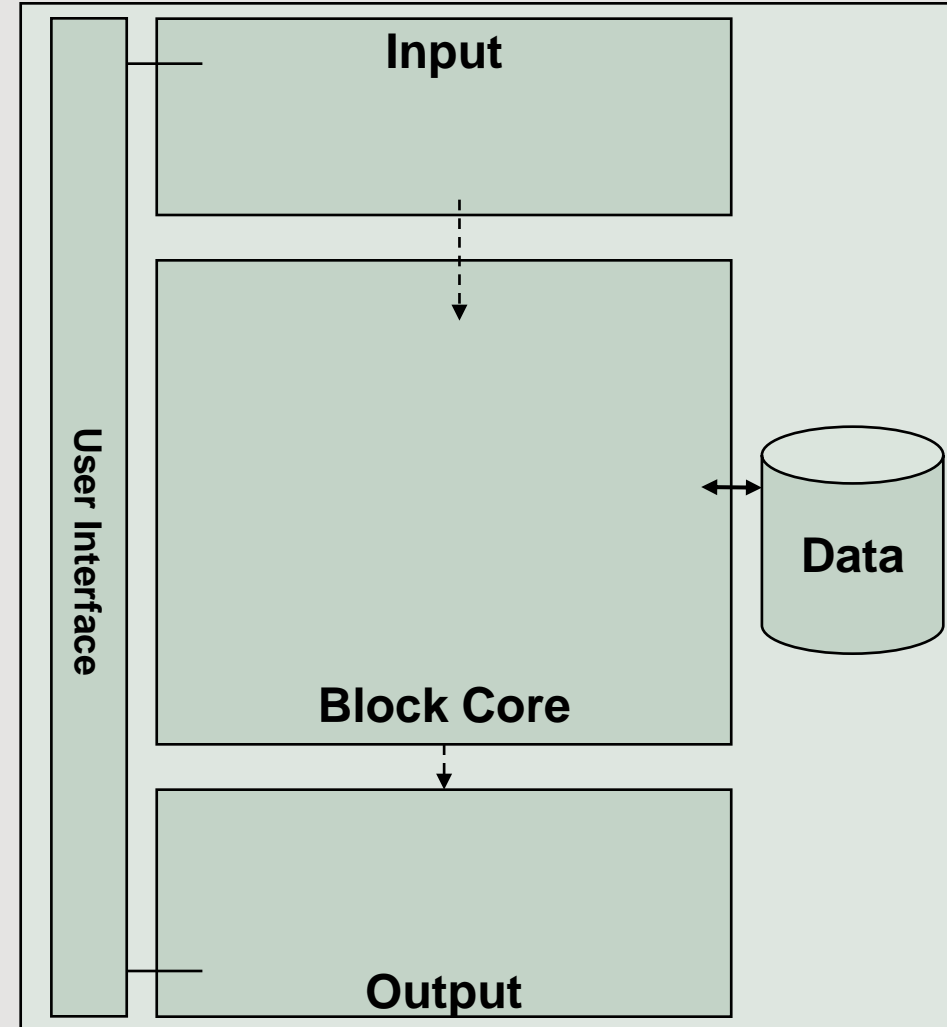 Input
User Interface
Data
Block Core
Output